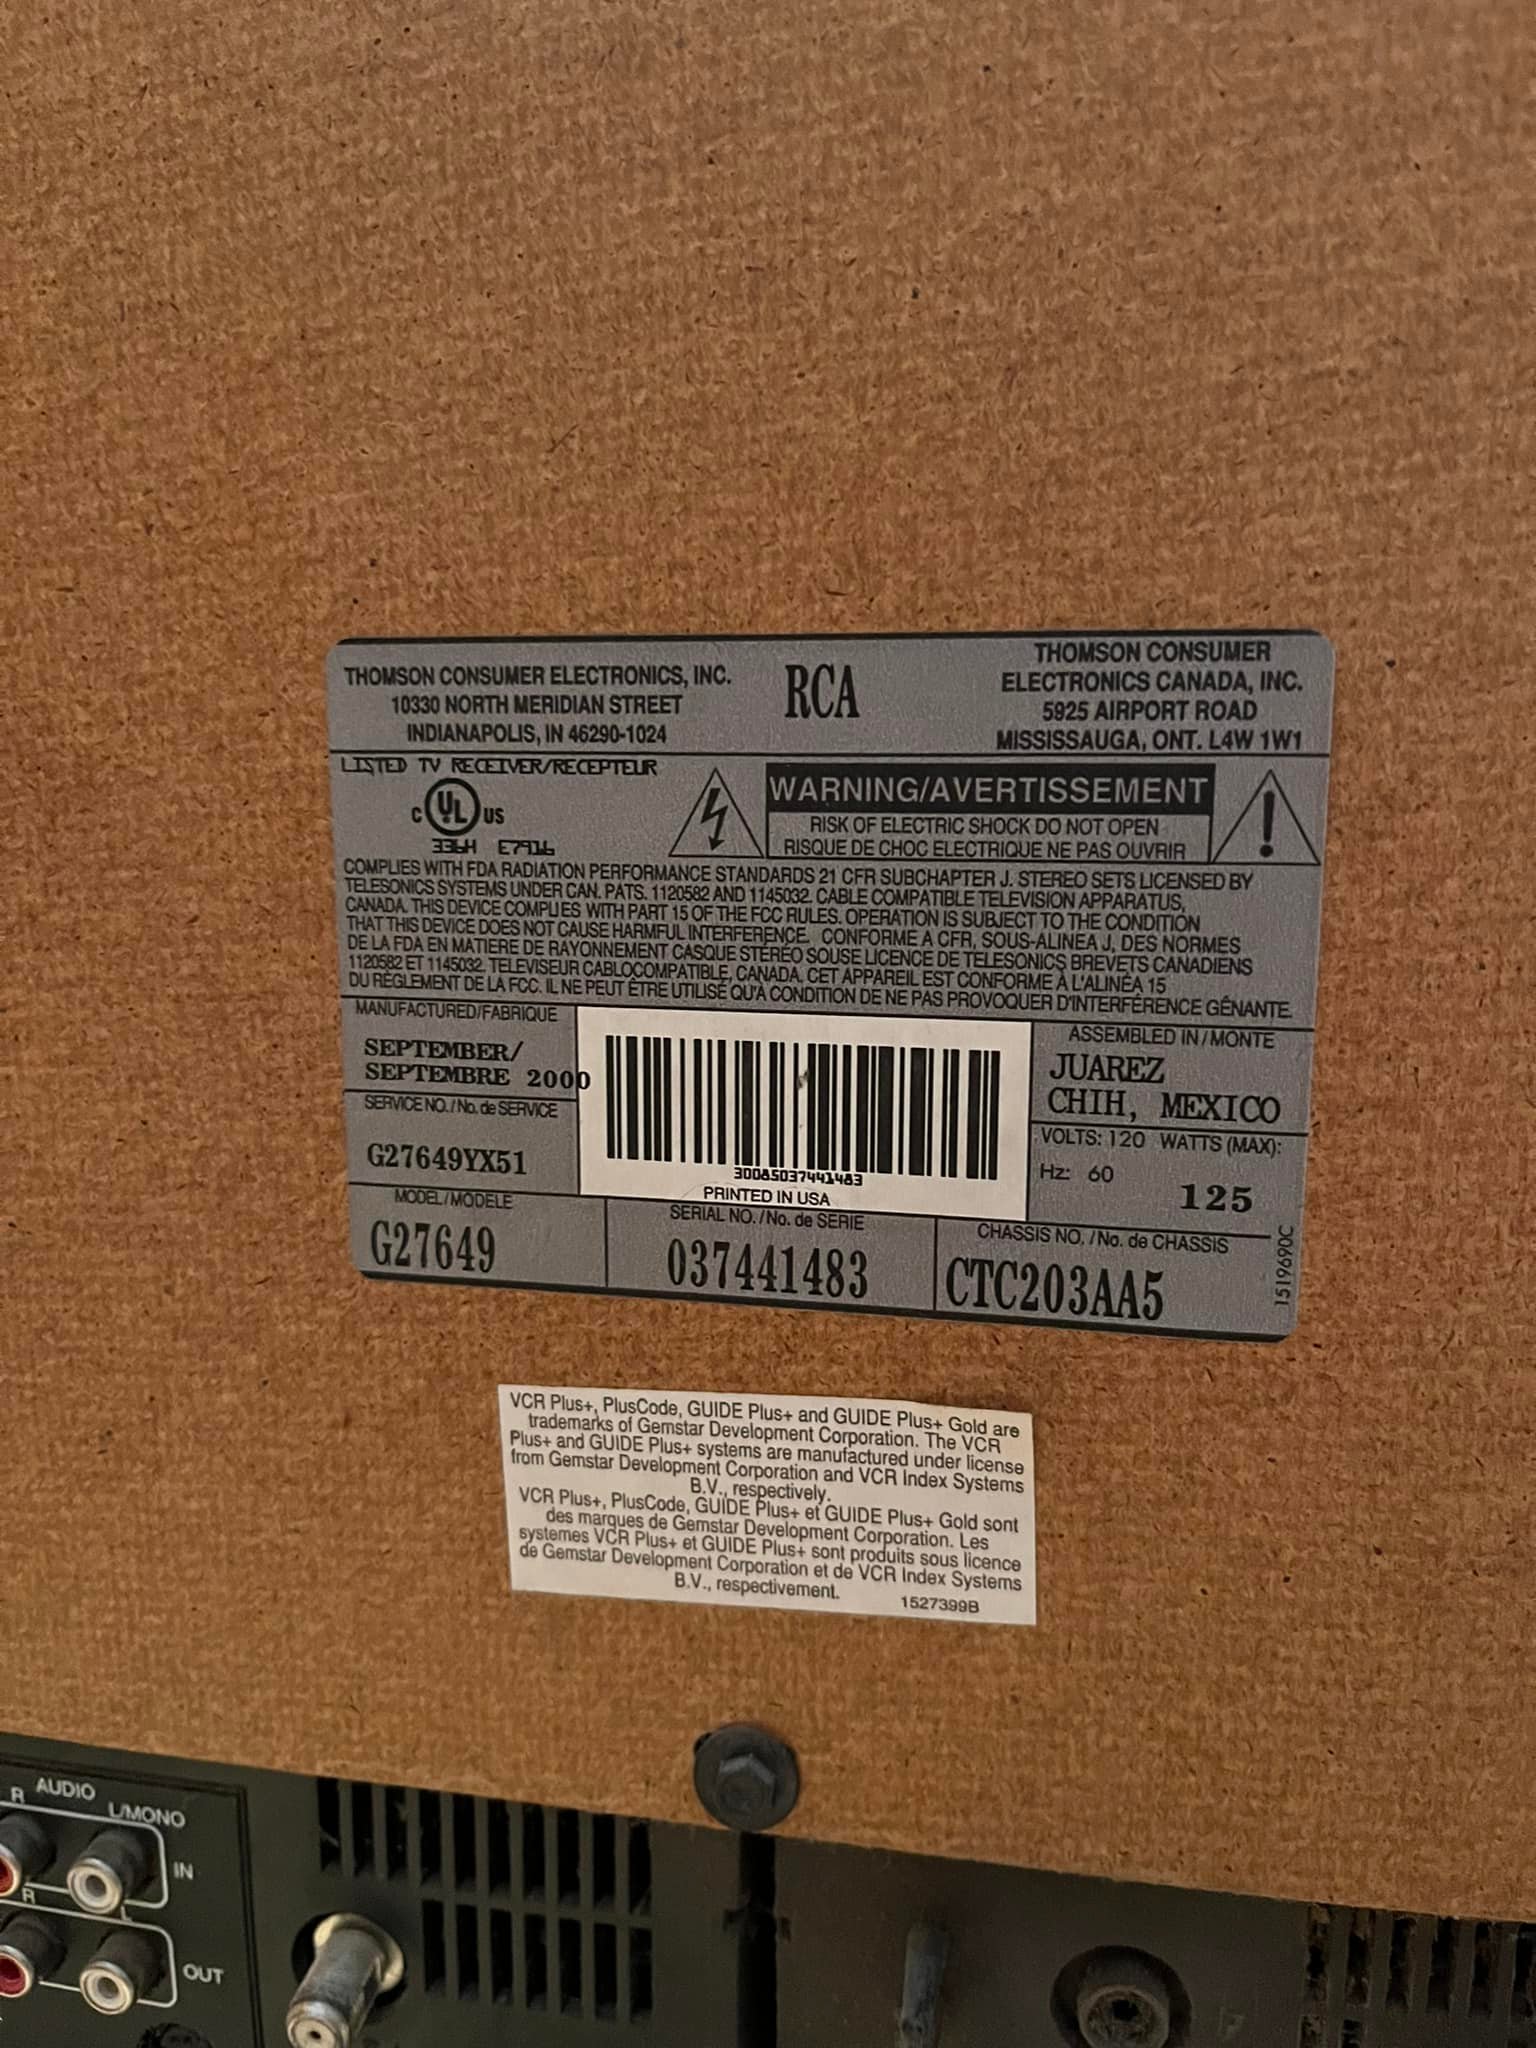 THOMSON CONSUMER ELECTRONICS, INC.
10330 NORTH MERIDIAN STREET
INDIANAPOLIS, IN 46290-1024
RCA
THOMSON CONSUMER
ELECTRONICS CANADA, INC.
5925 AIRPORT ROAD
MISSISSAUGA, ONT. L4W 1W1
LISTED TV RECEIVER/RECEPTEUR
C UL US
336H E7916
WARNING/AVERTISSEMENT
RISK OF ELECTRIC SHOCK DO NOT OPEN
RISQUE DE CHOC ELECTRIQUE NE PAS OUVRIR
COMPLIES WITH FDA RADIATION PERFORMANCE STANDARDS 21 CFR SUBCHAPTER J. STEREO SETS LICENSED BY
TELESONICS SYSTEMS UNDER CAN. PATS. 1120582 AND 1145032. CABLE COMPATIBLE TELEVISION APPARATUS,
CANADA. THIS DEVICE COMPLIES WITH PART 15 OF THE FCC RULES. OPERATION IS SUBJECT TO THE CONDITION
THAT THIS DEVICE DOES NOT CAUSE HARMFUL INTERFERENCE. CONFORME A CFR, SOUS-ALINEA J, DES NORMES
DE LA FDA EN MATIERE DE RAYONNEMENT CASQUE STÉRÉO SOUSE LICENCE DE TELESONICS BREVETS CANADIENS
1120582 ET 1145032. TELEVISEUR CABLOCOMPATIBLE, CANADA. CET APPAREIL EST CONFORME À L'ALINÉA 15
DU RÉGLEMENT DE LA FCC. IL NE PEUT ÊTRE UTILISÉ QU'À CONDITION DE NE PAS PROVOQUER D'INTERFÉRENCE GÉNANTE.
MANUFACTURED/FABRIQUE
SEPTEMBER/
SEPTEMBRE 2000
SERVICE NO./No. de SERVICE
G27649YX51
30085037441483
PRINTED IN USA
ASSEMBLED IN/MONTE
JUAREZ
CHIH, MEXICO
VOLTS: 120 WATTS (MAX):
Hz: 60
125
MODEL/MODELE
G27649
SERIAL NO./No. de SERIE
037441483
CHASSIS NO./No. de CHASSIS
CTC203AA5
1519690C
VCR Plus+, PlusCode, GUIDE Plus+ and GUIDE Plus+ Gold are
trademarks of Gemstar Development Corporation. The VCR
Plus+ and GUIDE Plus+ systems are manufactured under license
from Gemstar Development Corporation and VCR Index Systems
B.V., respectively.
VCR Plus+, PlusCode, GUIDE Plus+ et GUIDE Plus+ Gold sont
des marques de Gemstar Development Corporation. Les
systemes VCR Plus+ et GUIDE Plus+ sont produits sous licence
de Gemstar Development Corporation et de VCR Index Systems
B.V., respectivement.
1527399B
R AUDIO L/MONO
IN
R L
OUT